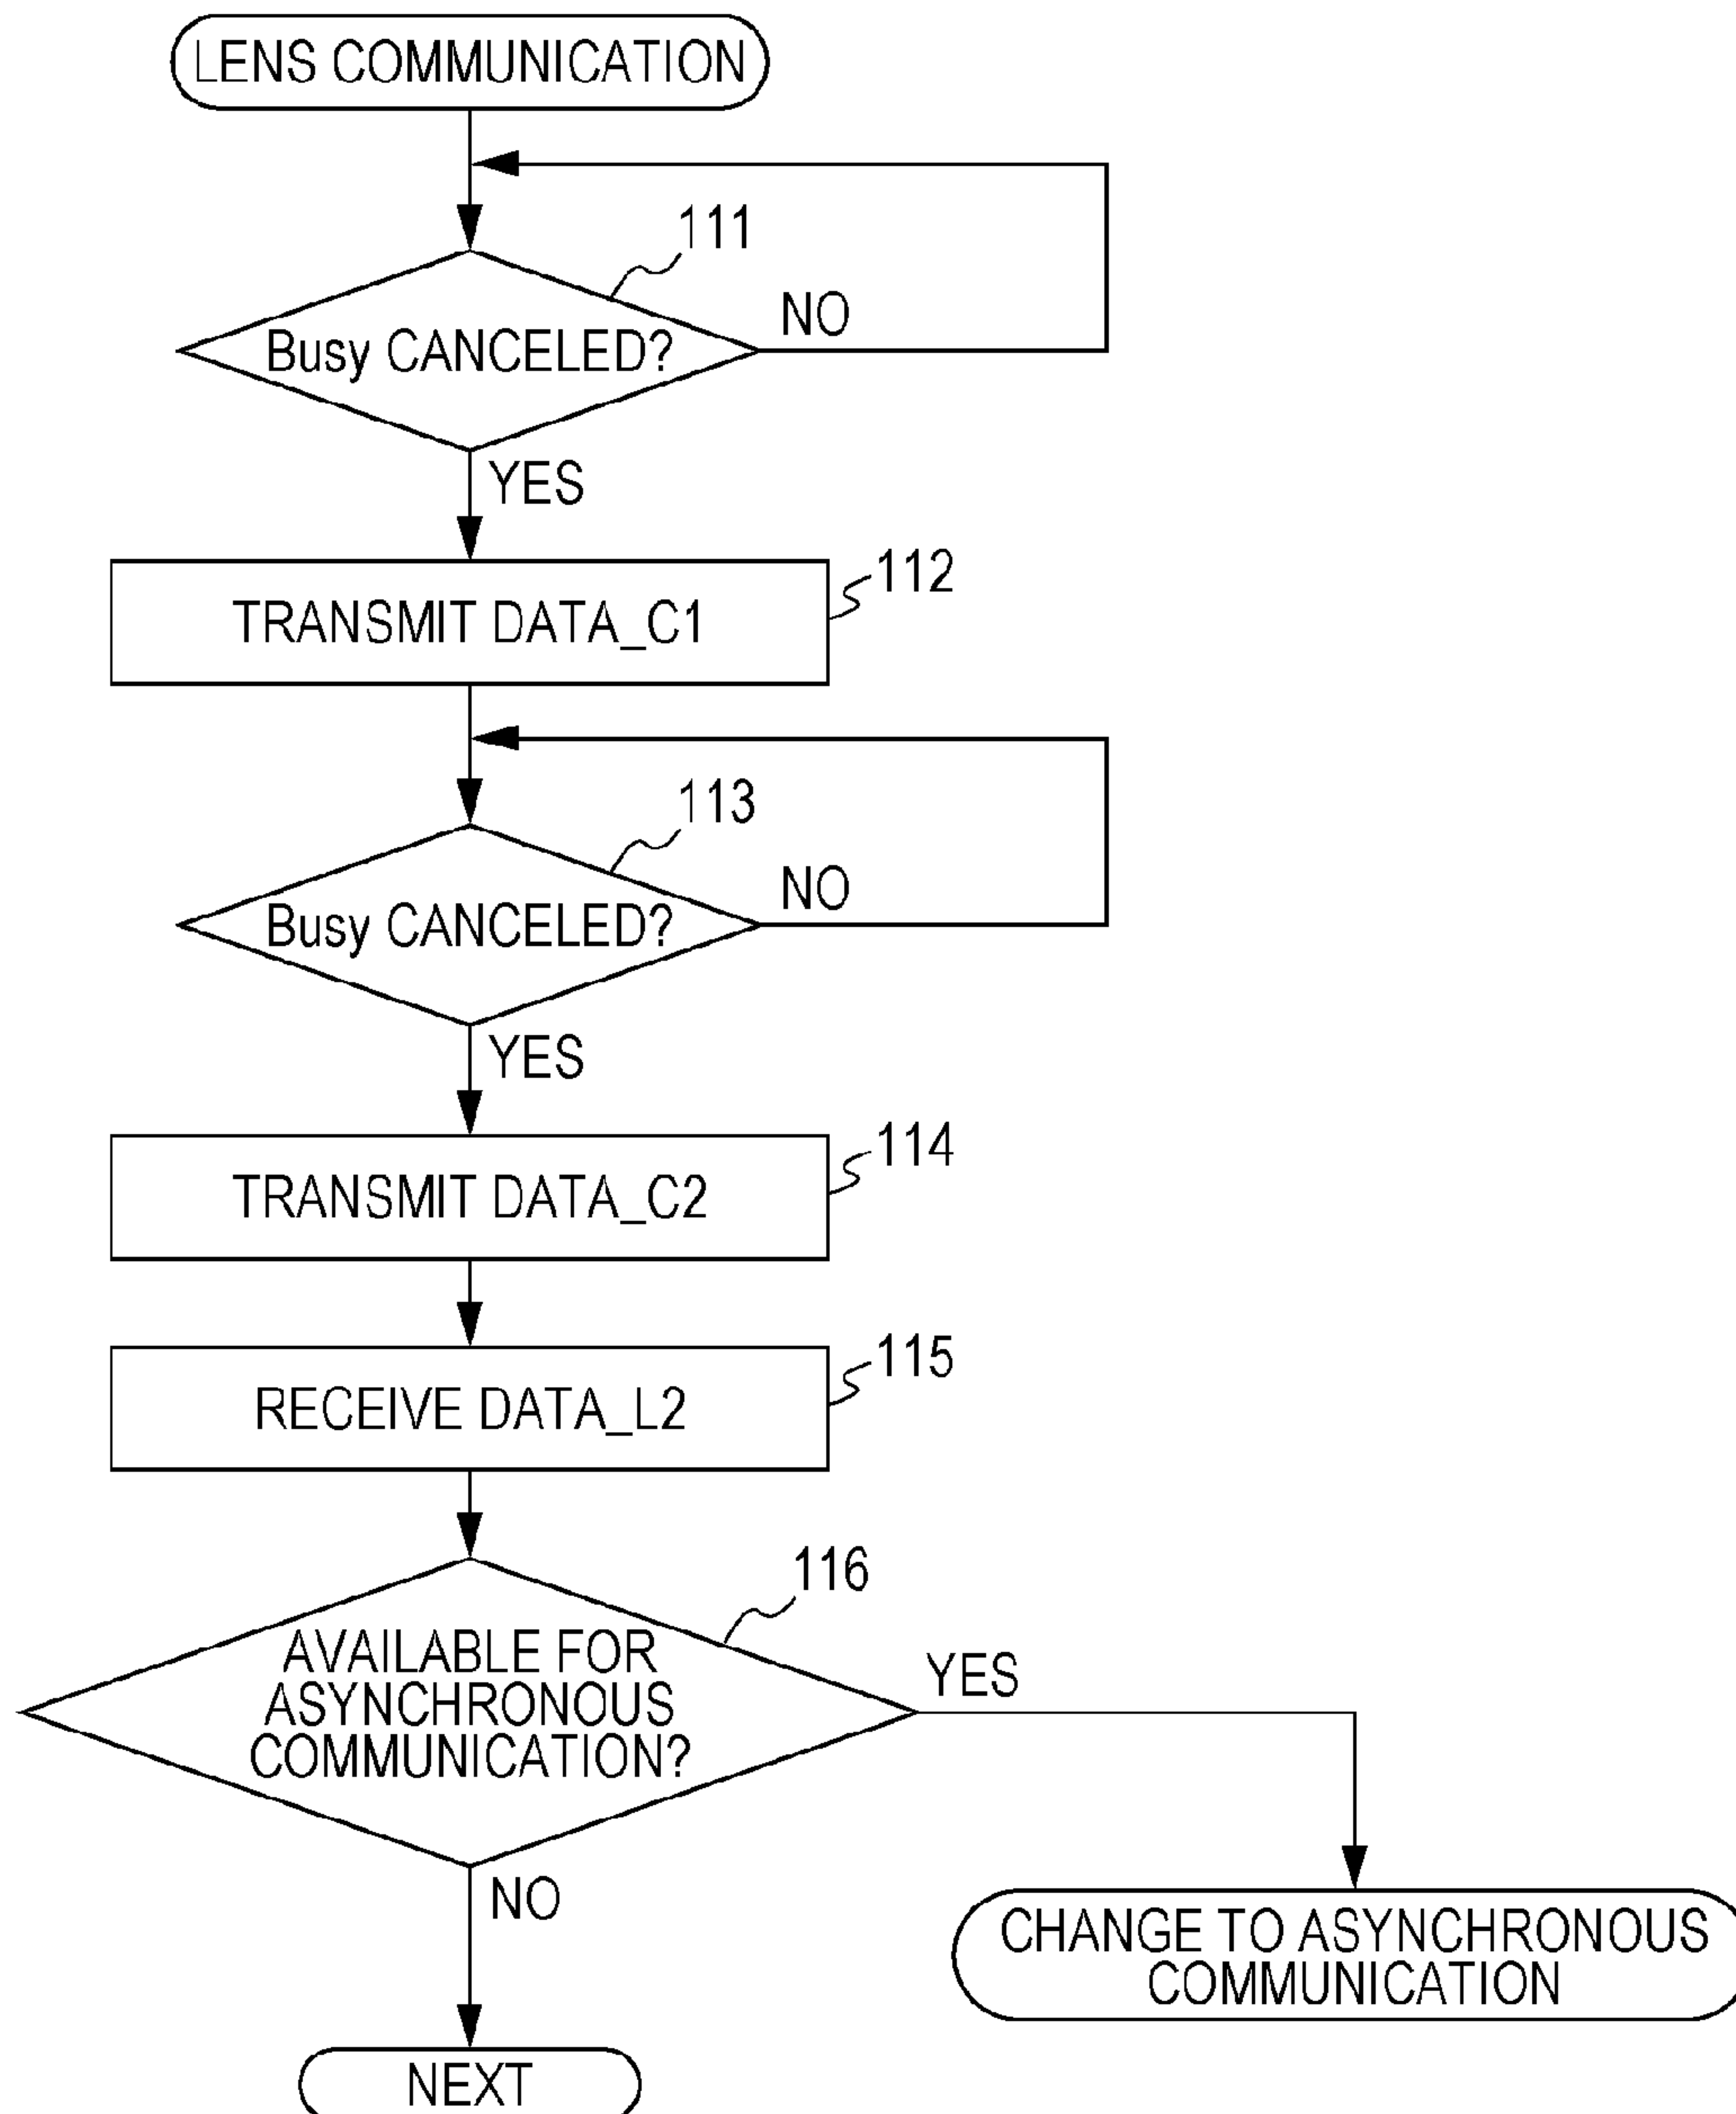 LENS COMMUNICATION
111
Busy CANCELED?
NO
YES
112
TRANSMIT DATA_C1
113
Busy CANCELED?
NO
YES
114
TRANSMIT DATA_C2
115
RECEIVE DATA_L2
116
AVAILABLE FOR
ASYNCHRONOUS
COMMUNICATION?
YES
NO
CHANGE TO ASYNCHRONOUS
COMMUNICATION
NEXT